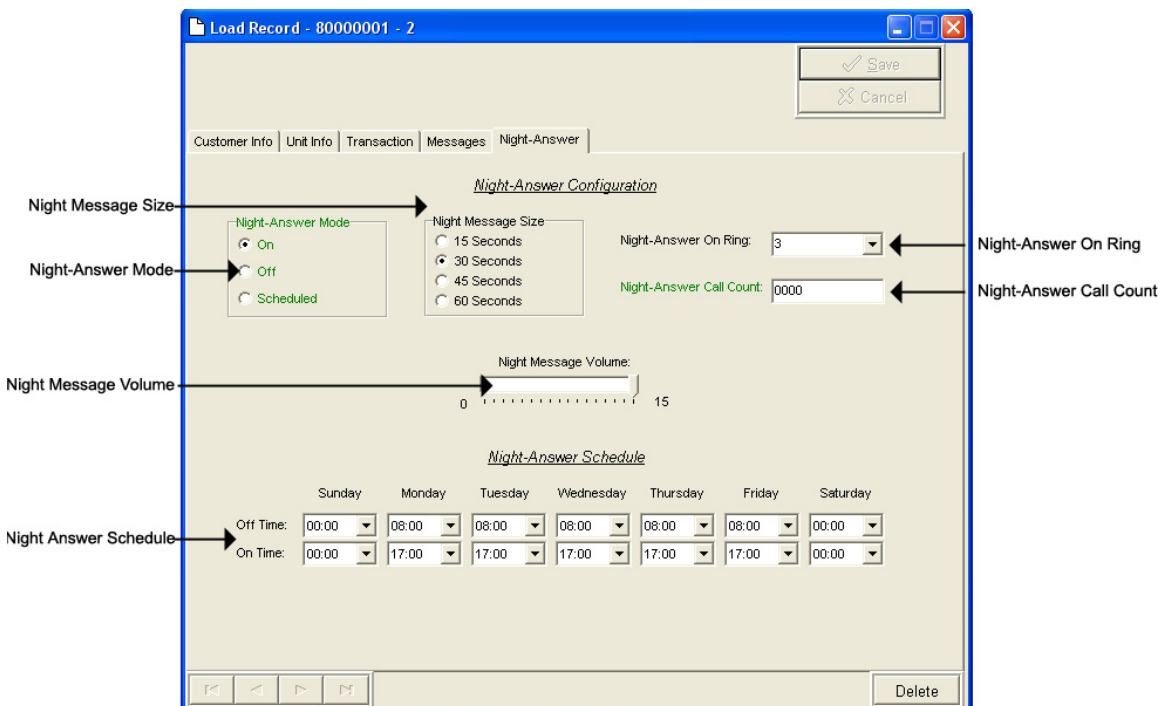 Load Record - 80000001 - 2
Save
Cancel
Customer Info Unit Info Transaction Messages Night-Answer
Night-Answer Configuration
Night Message Size
Night-Answer Mode
Night-Answer Mode
On
Off
Scheduled
Night Message Size
15 Seconds
30 Seconds
45 Seconds
60 Seconds
Night-Answer On Ring: 3
Night-Answer On Ring
Night-Answer Call Count: 0000
Night-Answer Call Count
Night Message Volume:
Night Message Volume
0 15
Night-Answer Schedule
Sunday Monday Tuesday Wednesday Thursday Friday Saturday
Night Answer Schedule
Off Time: 00:00 08:00 08:00 08:00 08:00 08:00 00:00
On Time: 00:00 17:00 17:00 17:00 17:00 17:00 00:00
Delete